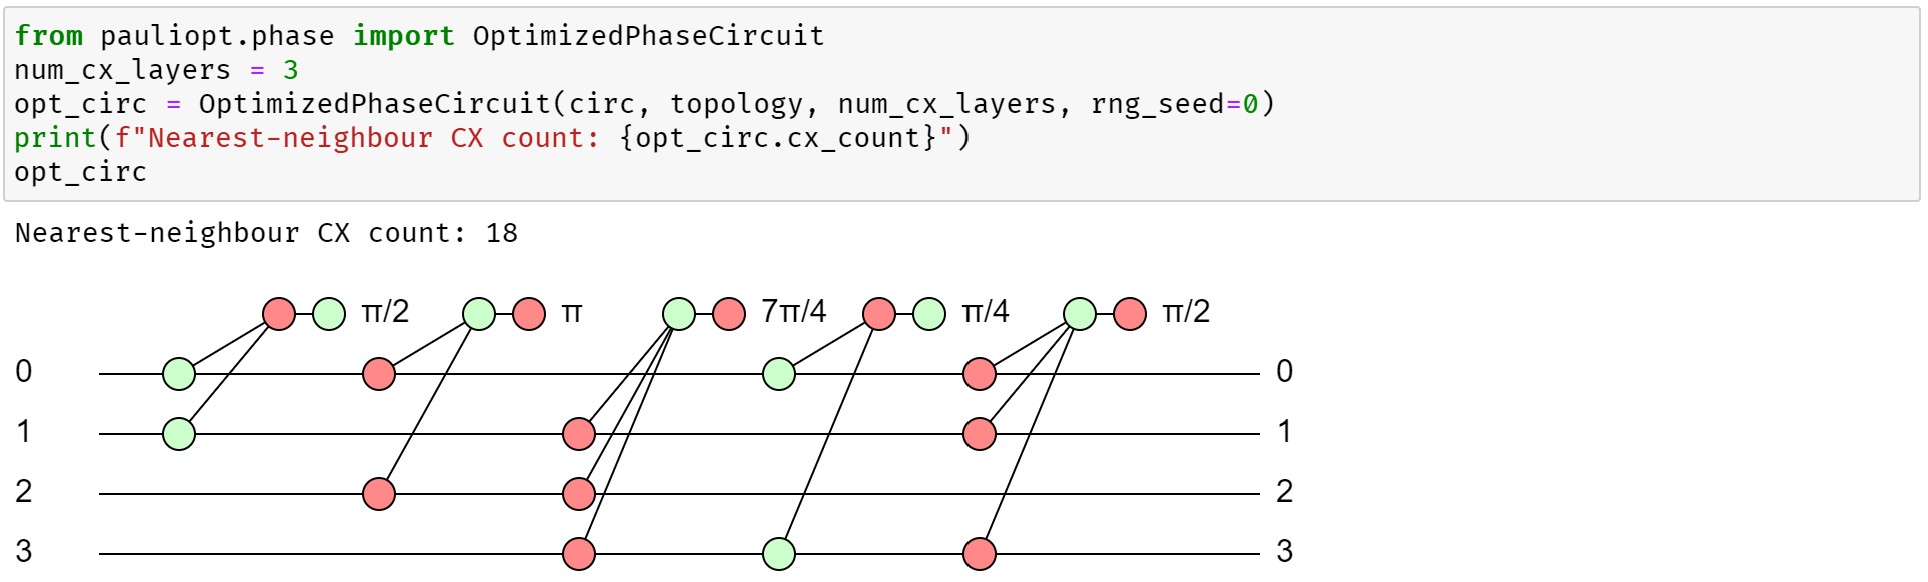 from pauliopt.phase import OptimizedPhaseCircuit
num_cx_layers = 3
opt_circ = OptimizedPhaseCircuit(circ, topology, num_cx_layers, rng_seed=0)
print(f"Nearest-neighbour CX count: {opt_circ.cx_count}")
opt_circ
Nearest-neighbour CX count: 18
π/2 π 7π/4 π/4 π/2
0 0
1 1
2 2
3 3